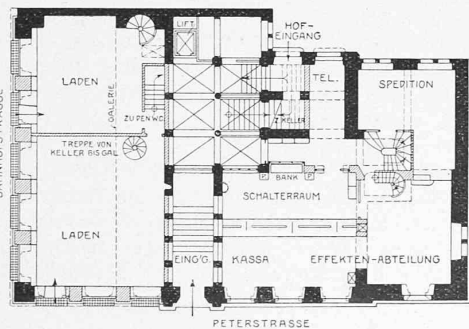 LIFT
HOF-
EINGANG
LADEN
GALERIE
TEL.
SPEDITION
ZU DEN W.C.
Z. KELLER
TREPPE VON
KELLER BIS GAL
BANK
P
P
SCHALTERRAUM
LADEN
EING'G.
KASSA
EFFEKTEN-ABTEILUNG
PETERSTRASSE